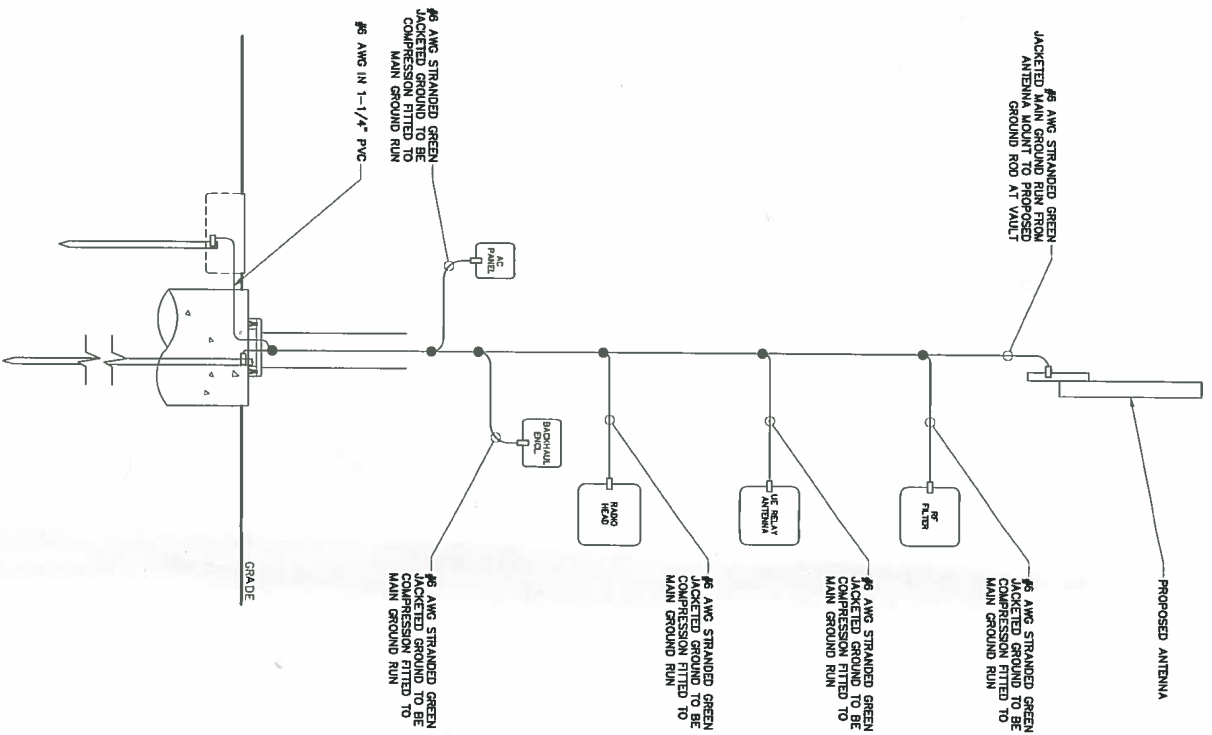 #6 AWG STRANDED GREEN
JACKETED MAIN GROUND RUN FROM
ANTENNA MOUNT TO PROPOSED
GROUND ROD AT VAULT
PROPOSED ANTENNA
RF
FILTER
#6 AWG STRANDED GREEN
JACKETED GROUND TO BE
COMPRESSION FITTED TO
MAIN GROUND RUN
UE RELAY
ANTENNA
#6 AWG STRANDED GREEN
JACKETED GROUND TO BE
COMPRESSION FITTED TO
MAIN GROUND RUN
RADIO
HEAD
#6 AWG STRANDED GREEN
JACKETED GROUND TO BE
COMPRESSION FITTED TO
MAIN GROUND RUN
BACKHAUL
ENCL
#6 AWG STRANDED GREEN
JACKETED GROUND TO BE
COMPRESSION FITTED TO
MAIN GROUND RUN
AC
PANEL
#6 AWG STRANDED GREEN
JACKETED GROUND TO BE
COMPRESSION FITTED TO
MAIN GROUND RUN
#6 AWG IN 1-1/4" PVC
GRADE